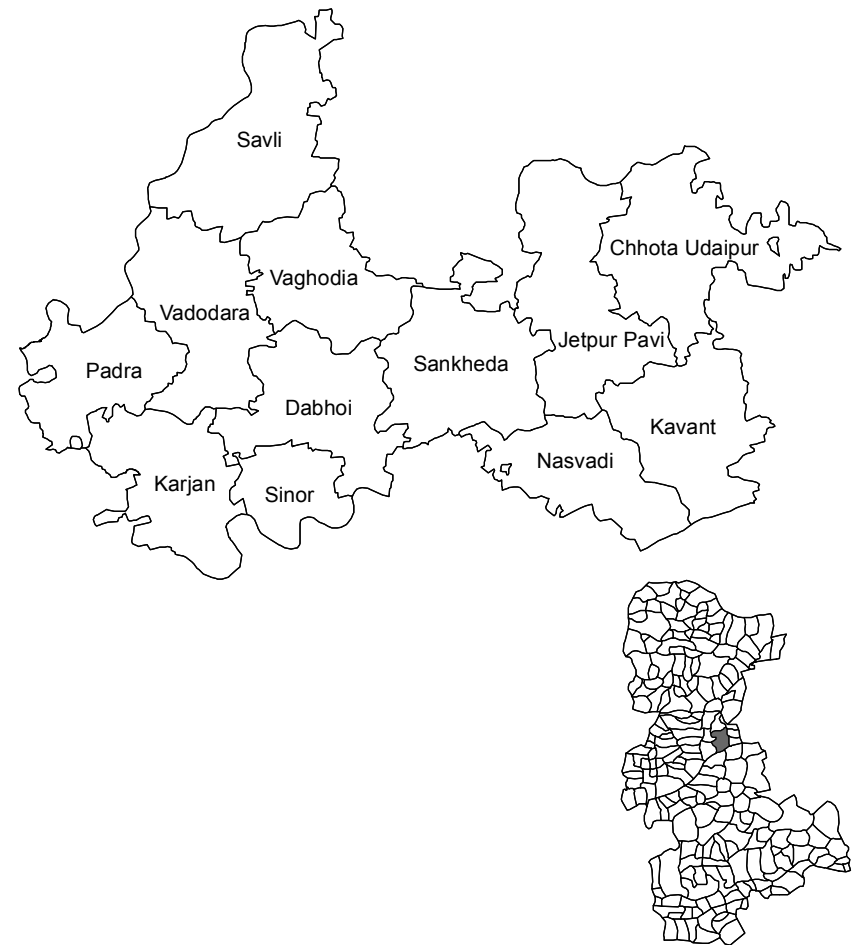 Savli
Chhota Udaipur
Vaghodia
Vadodara
Jetpur Pavi
Sankheda
Padra
Dabhoi
Kavant
Nasvadi
Karjan
Sinor